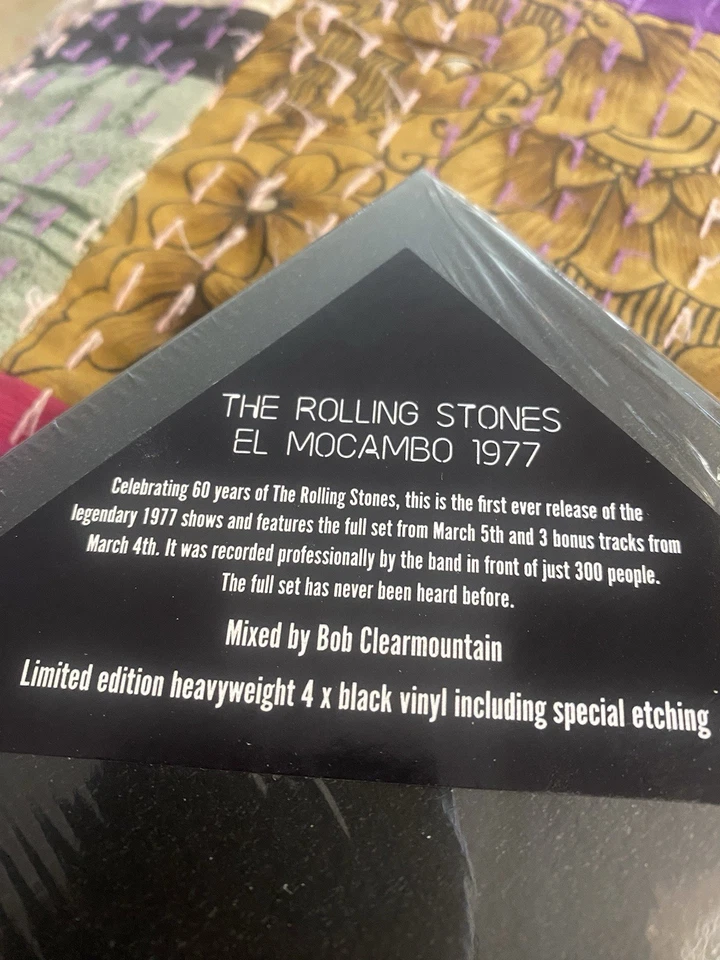 THE ROLLING STONES
EL MOCAMBO 1977
Celebrating 60 years of The Rolling Stones, this is the first ever release of the
legendary 1977 shows and features the full set from March 5th and 3 bonus tracks from
March 4th. It was recorded professionally by the band in front of just 300 people.
The full set has never been heard before.
Mixed by Bob Clearmountain
Limited edition heavyweight 4 x black vinyl including special etching